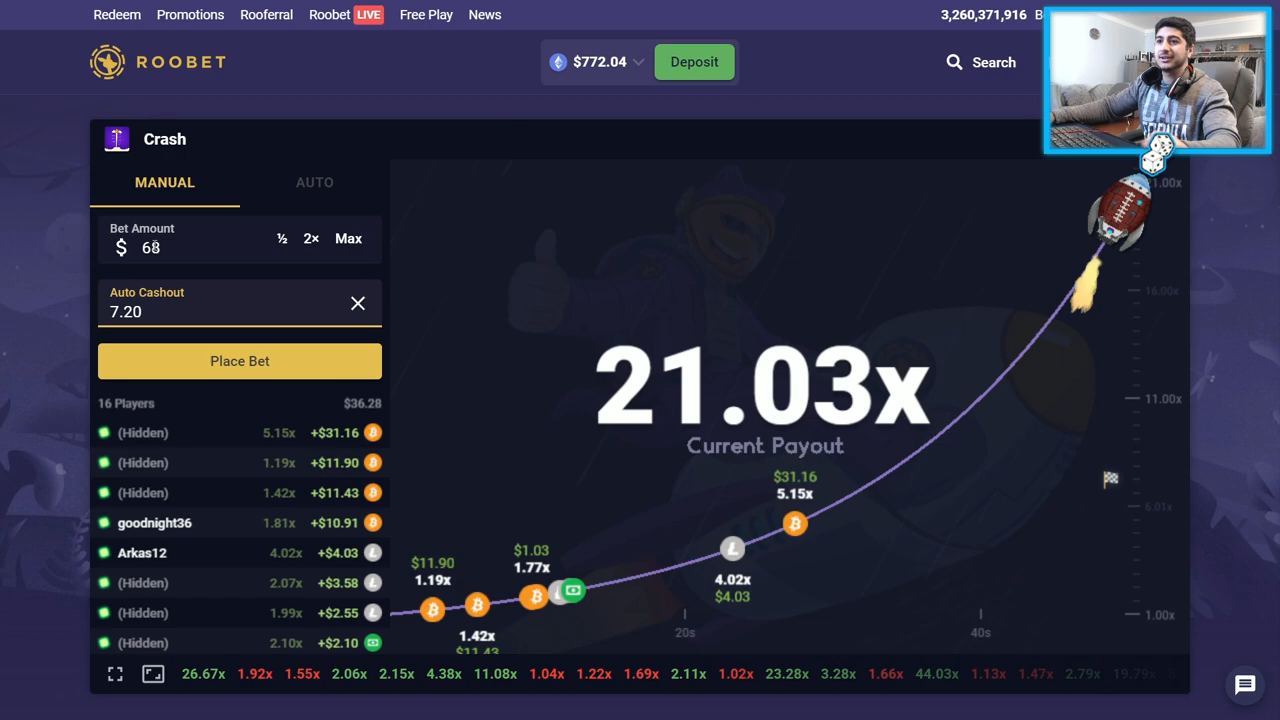 Redeem Promotions Rooferral Roobet LIVE Free Play News 3,260,371,916
ROOBET $772.04 Deposit Search
Crash
MANUAL AUTO
Bet Amount
$ 68 ½ 2× Max
Auto Cashout
7.20
Place Bet
16 Players $36.28
(Hidden) 5.15x +$31.16
(Hidden) 1.19x +$11.90
(Hidden) 1.42x +$11.43
goodnight36 1.81x +$10.91
Arkas12 4.02x +$4.03
(Hidden) 2.07x +$3.58
(Hidden) 1.99x +$2.55
(Hidden) 2.10x +$2.10
21.03x
Current Payout
$31.16
5.15x
$11.90
1.19x
$1.03
1.77x
4.02x
$4.03
1.42x
$11.43
21.00x
16.00x
11.00x
6.01x
1.00x
20s 40s
26.67x 1.92x 1.55x 2.06x 2.15x 4.38x 11.08x 1.04x 1.22x 1.69x 2.11x 1.02x 23.28x 3.28x 1.66x 44.03x 1.13x 1.47x 2.79x 19.79x